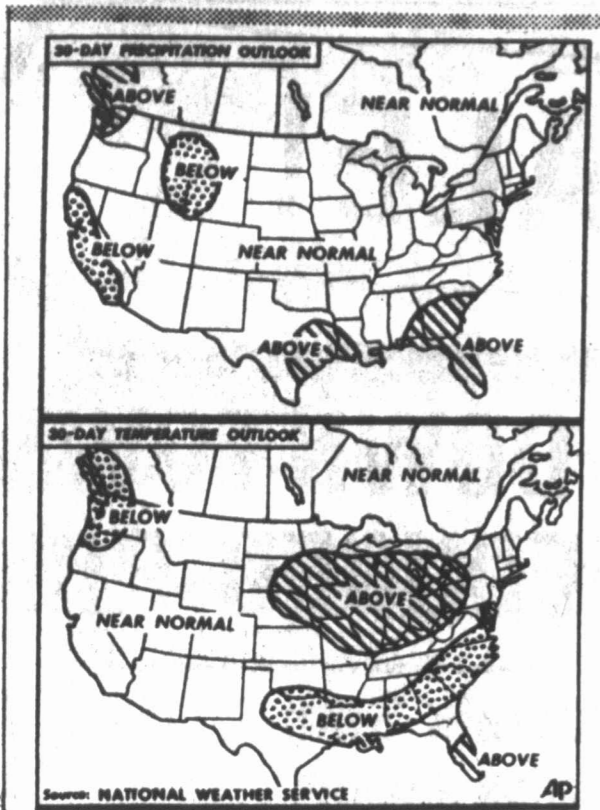 30-DAY PRECIPITATION OUTLOOK
ABOVE
NEAR NORMAL
BELOW
BELOW
NEAR NORMAL
ABOVE
ABOVE
30-DAY TEMPERATURE OUTLOOK
NEAR NORMAL
BELOW
ABOVE
NEAR NORMAL
BELOW
ABOVE
Source: NATIONAL WEATHER SERVICE
AP